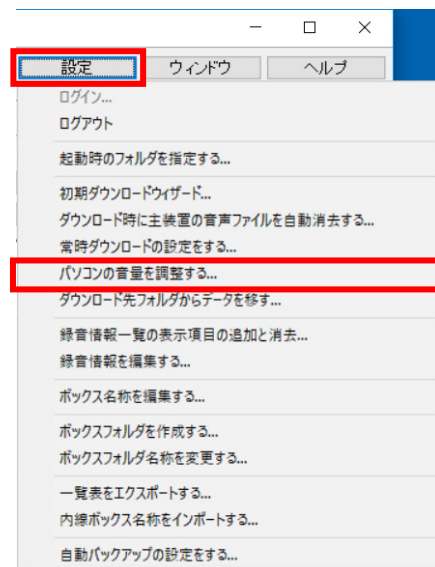 設定 ウィンドウ ヘルプ
ログイン...
ログアウト
起動時のフォルダを指定する...
初期ダウンロードウィザード...
ダウンロード時に主装置の音声ファイルを自動消去する...
常時ダウンロードの設定をする...
パソコンの音量を調整する...
ダウンロード先フォルダからデータを移す...
録音情報一覧の表示項目の追加と消去...
録音情報を編集する...
ボックス名称を編集する...
ボックスフォルダを作成する...
ボックスフォルダ名称を変更する...
一覧表をエクスポートする...
内線ボックス名称をインポートする...
自動バックアップの設定をする...